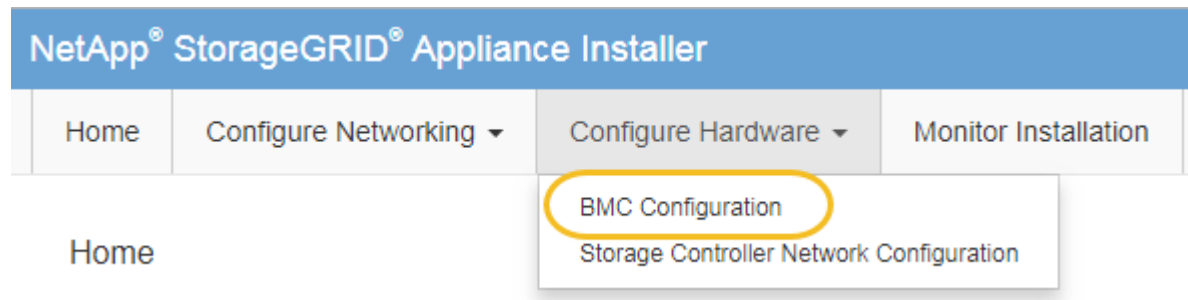 NetApp® StorageGRID® Appliance Installer
Home Configure Networking Configure Hardware Monitor Installation
BMC Configuration
Home
Storage Controller Network Configuration